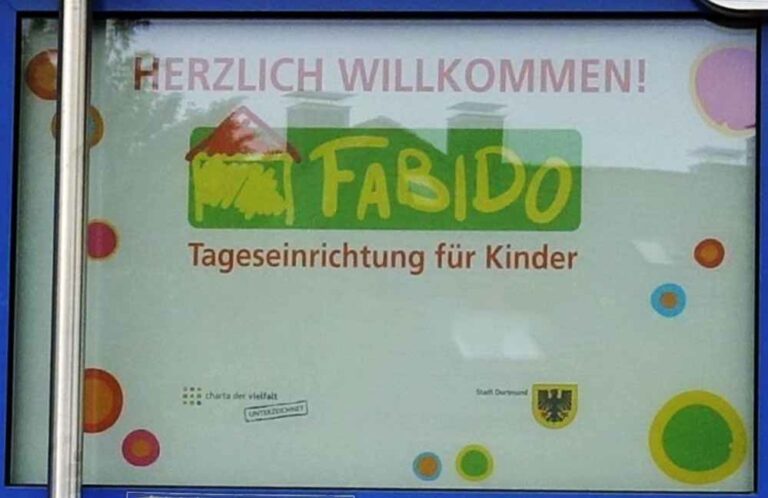 HERZLICH WILLKOMMEN!
FABIDO
Tageseinrichtung für Kinder
charta der vielfalt
UNTERZEICHNET
Stadt Dortmund